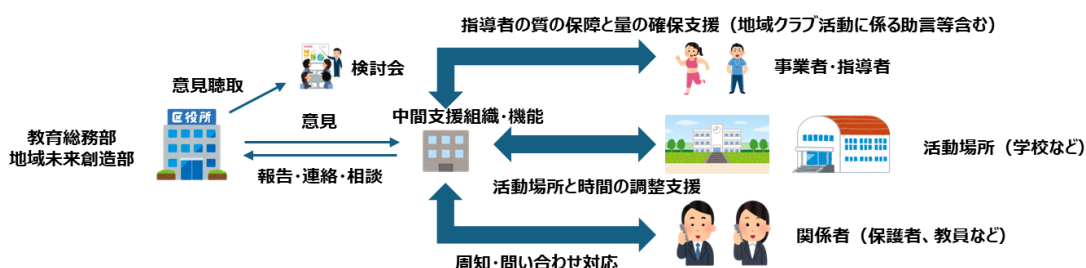 指導者の質の保障と量の確保支援（地域クラブ活動に係る助言等含む）
検討会
事業者・指導者
意見聴取
区役所
中間支援組織・機能
意見
教育総務部
地域未来創造部
活動場所（学校など）
報告・連絡・相談
活動場所と時間の調整支援
関係者（保護者、教員など）
周知・問い合わせ対応